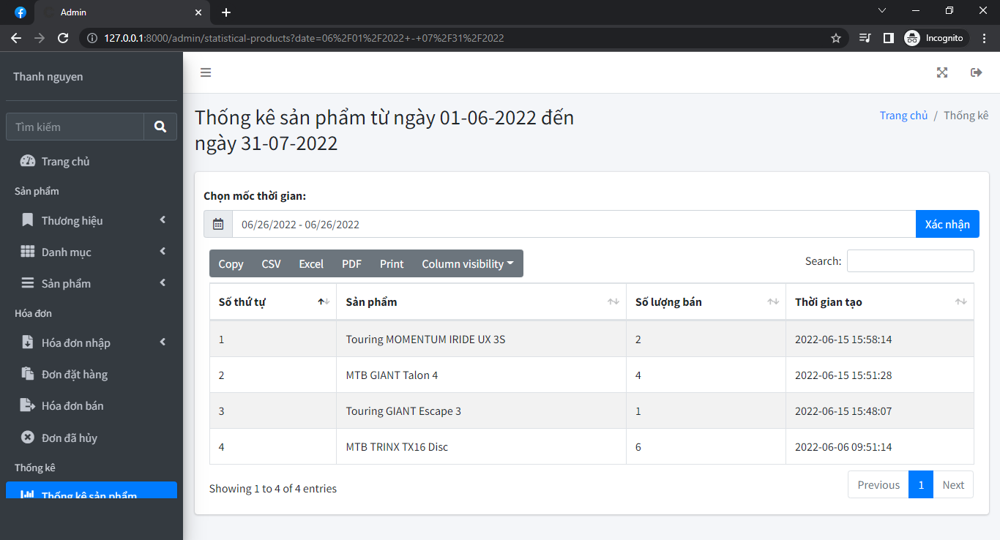 Admin
127.0.0.1:8000/admin/statistical-products?date=06%2F01%2F2022+-+07%2F31%2F2022
Incognito
Thanh nguyen
Tìm kiếm
Trang chủ
Sản phẩm
Thương hiệu
Danh mục
Sản phẩm
Hóa đơn
Hóa đơn nhập
Đơn đặt hàng
Hóa đơn bán
Đơn đã hủy
Thống kê
Thống kê sản phẩm
Thống kê sản phẩm từ ngày 01-06-2022 đến
ngày 31-07-2022
Trang chủ / Thống kê
Chọn mốc thời gian:
06/26/2022 - 06/26/2022
Xác nhận
Copy CSV Excel PDF Print Column visibility
Search:
Số thứ tự Sản phẩm Số lượng bán Thời gian tạo
1 Touring MOMENTUM IRIDE UX 3S 2 2022-06-15 15:58:14
2 MTB GIANT Talon 4 4 2022-06-15 15:51:28
3 Touring GIANT Escape 3 1 2022-06-15 15:48:07
4 MTB TRINX TX16 Disc 6 2022-06-06 09:51:14
Showing 1 to 4 of 4 entries
Previous 1 Next